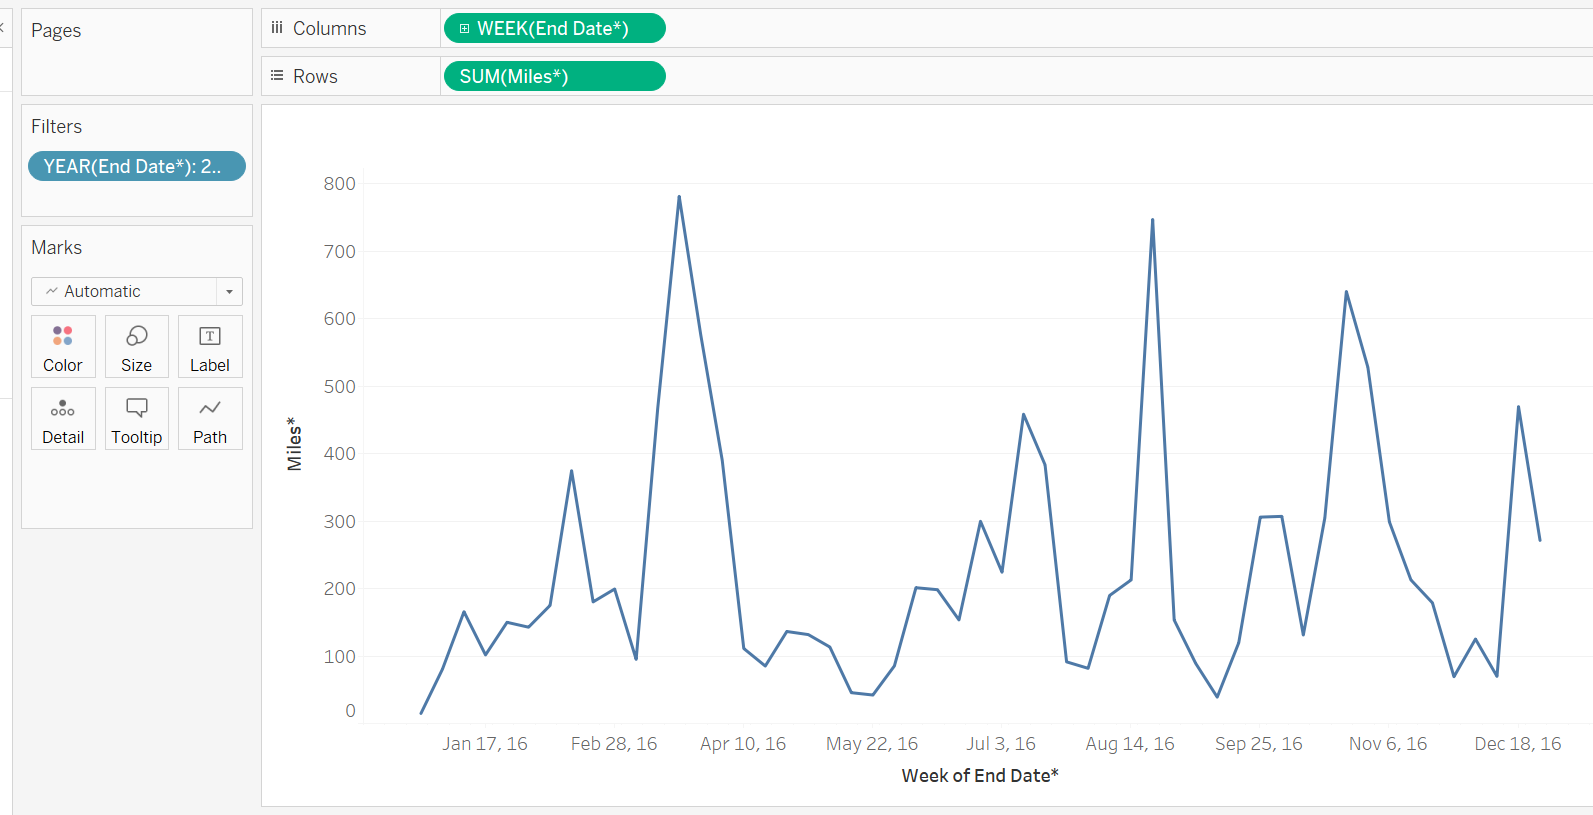 Pages
Columns
WEEK(End Date*)
Rows
SUM(Miles*)
Filters
YEAR(End Date*): 2..
Marks
Automatic
Color
Size
T
Label
Detail
Tooltip
Path
800
700
600
500
400
300
200
100
0
Miles*
Jan 17, 16
Feb 28, 16
Apr 10, 16
May 22, 16
Jul 3, 16
Aug 14, 16
Sep 25, 16
Nov 6, 16
Dec 18, 16
Week of End Date*